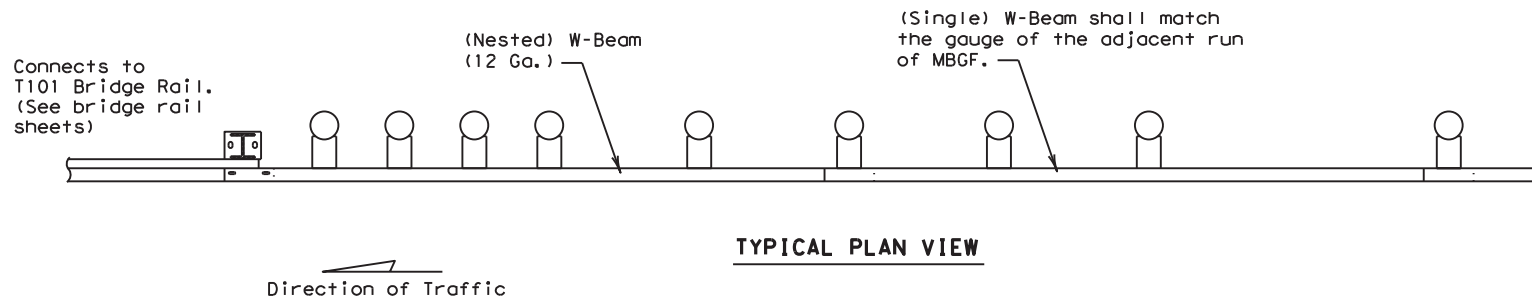 Connects to
T101 Bridge Rail.
(See bridge rail
sheets)
(Nested) W-Beam
(12 Ga.)
(Single) W-Beam shall match
the gauge of the adjacent run
of MBGF.
TYPICAL PLAN VIEW
Direction of Traffic